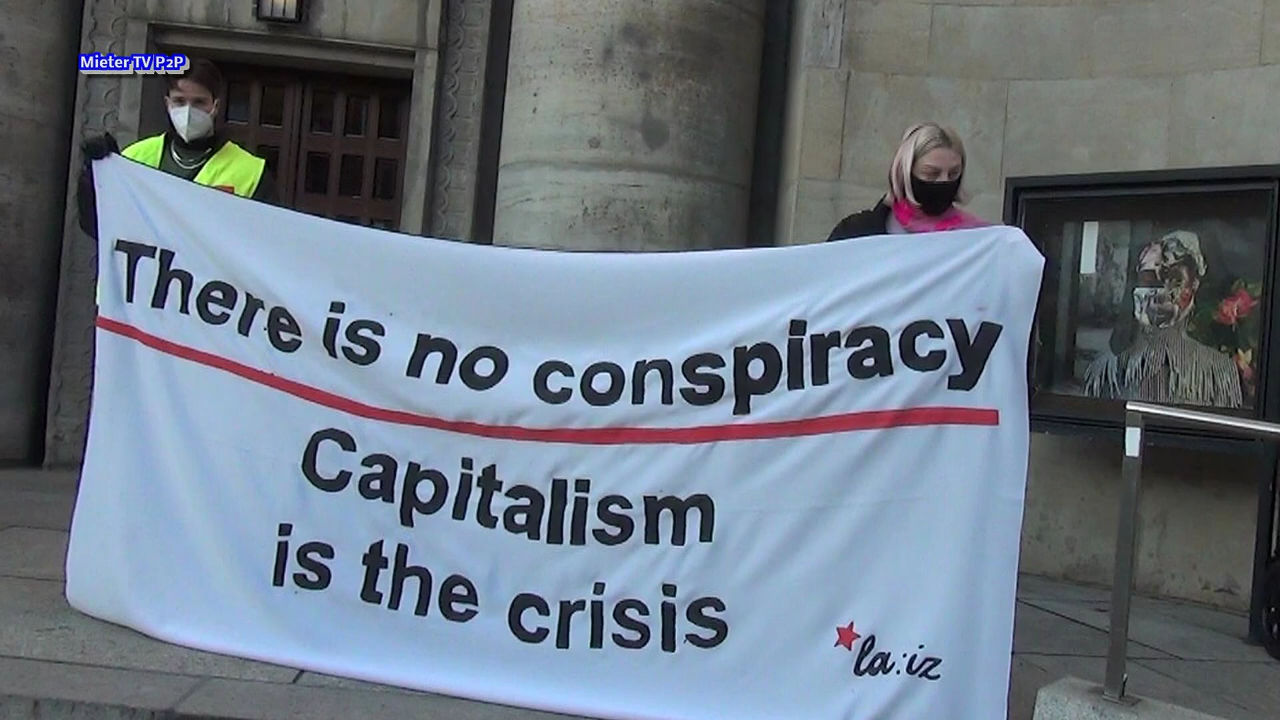 Mieter TV P2P
There is no conspiracy
Capitalism
is the crisis
la:iz